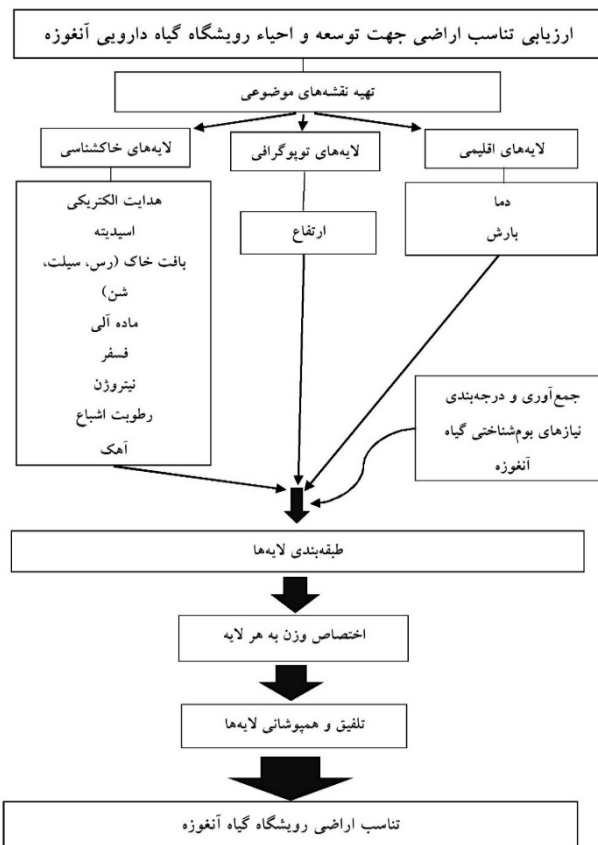 ارزیابی تناسب اراضی جهت توسعه و احیاء رویشگاه گیاه دارویی آنغوزه
تهیه نقشه‌های موضوعی
لایه‌های اقلیمی
لایه‌های توپوگرافی
لایه‌های خاکشناسی
دما
بارش
ارتفاع
هدایت الکتریکی
اسیدیته
بافت خاک (رس، سیلت،
شن)
ماده آلی
فسفر
نیتروژن
رطوبت اشباع
آهک
جمع‌آوری و درجه‌بندی
نیازهای بوم‌شناختی گیاه
آنغوزه
طبقه‌بندی لایه‌ها
اختصاص وزن به هر لایه
تلفیق و همپوشانی لایه‌ها
تناسب اراضی رویشگاه گیاه آنغوزه